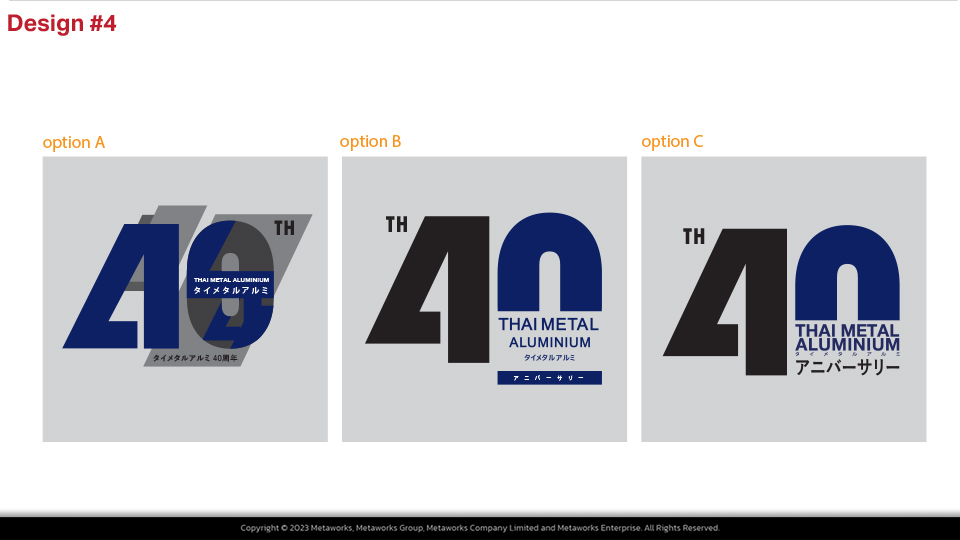 Design #4
option A
option B
option C
40
TH
THAI METAL ALUMINIUM
タイメタルアルミ
タイメタルアルミ 40周年
TH
40
THAI METAL
ALUMINIUM
タイメタルアルミ
アニバーサリー
TH
40
THAI METAL
ALUMINIUM
タイメタルアルミ
アニバーサリー
Copyright © 2023 Metaworks, Metaworks Group, Metaworks Company Limited and Metaworks Enterprise. All Rights Reserved.